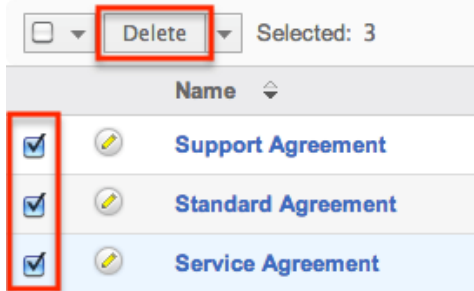 Delete Selected: 3
Name
Support Agreement
Standard Agreement
Service Agreement